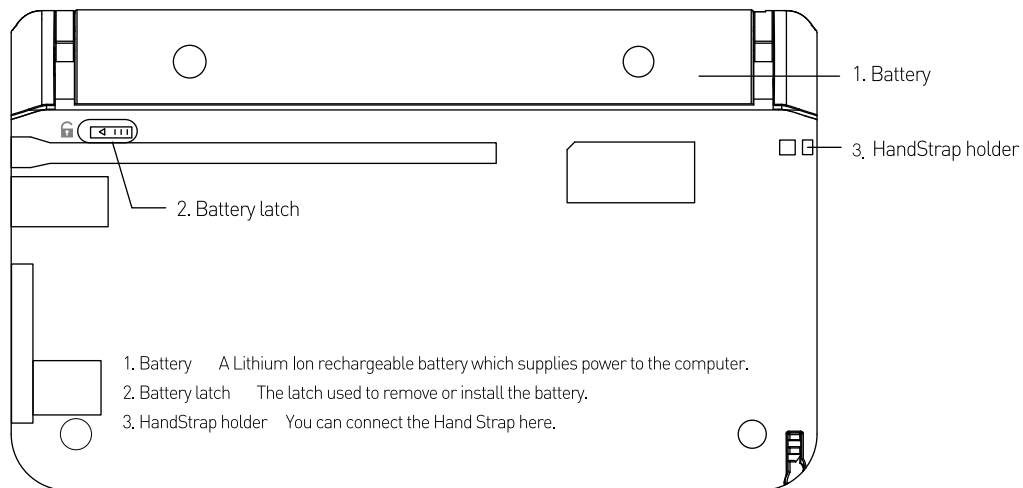 1. Battery
3. HandStrap holder
2. Battery latch
1. Battery A Lithium Ion rechargeable battery which supplies power to the computer.
2. Battery latch The latch used to remove or install the battery.
3. HandStrap holder You can connect the Hand Strap here.